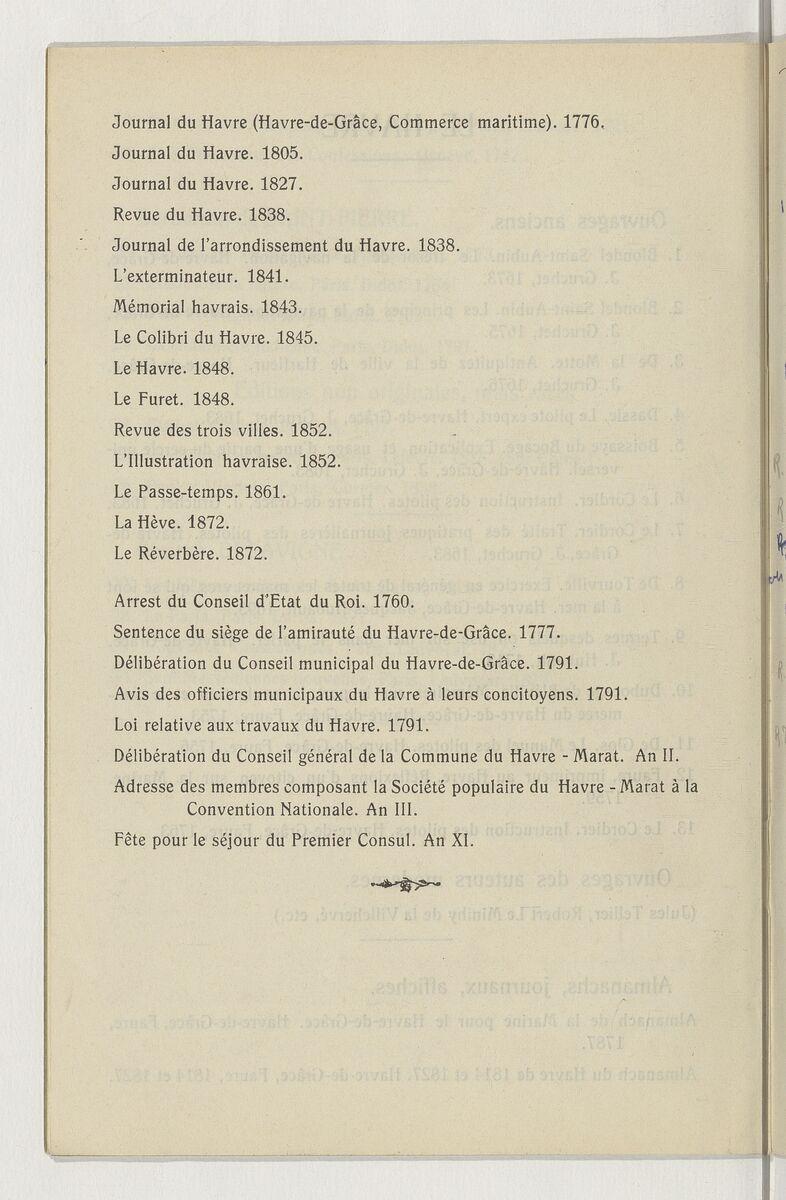 Journal du Havre (Havre-de-Grâce, Commerce maritime). 1776.
Journal du Havre. 1805.
Journal du Havre. 1827.
Revue du Havre. 1838.
Journal de l'arrondissement du Havre. 1838.
L'exterminateur. 1841.
Mémorial havrais. 1843.
Le Colibri du Havre. 1845.
Le Havre. 1848.
Le Furet. 1848.
Revue des trois villes. 1852.
L'Illustration havraise. 1852.
Le Passe-temps. 1861.
La Hève. 1872.
Le Réverbère. 1872.
Arrest du Conseil d'Etat du Roi. 1760.
Sentence du siège de l'amirauté du Havre-de-Grâce. 1777.
Délibération du Conseil municipal du Havre-de-Grâce. 1791.
Avis des officiers municipaux du Havre à leurs concitoyens. 1791.
Loi relative aux travaux du Havre. 1791.
Délibération du Conseil général de la Commune du Havre - Marat. An II.
Adresse des membres composant la Société populaire du Havre - Marat à la
Convention Nationale. An III.
Fête pour le séjour du Premier Consul. An XI.